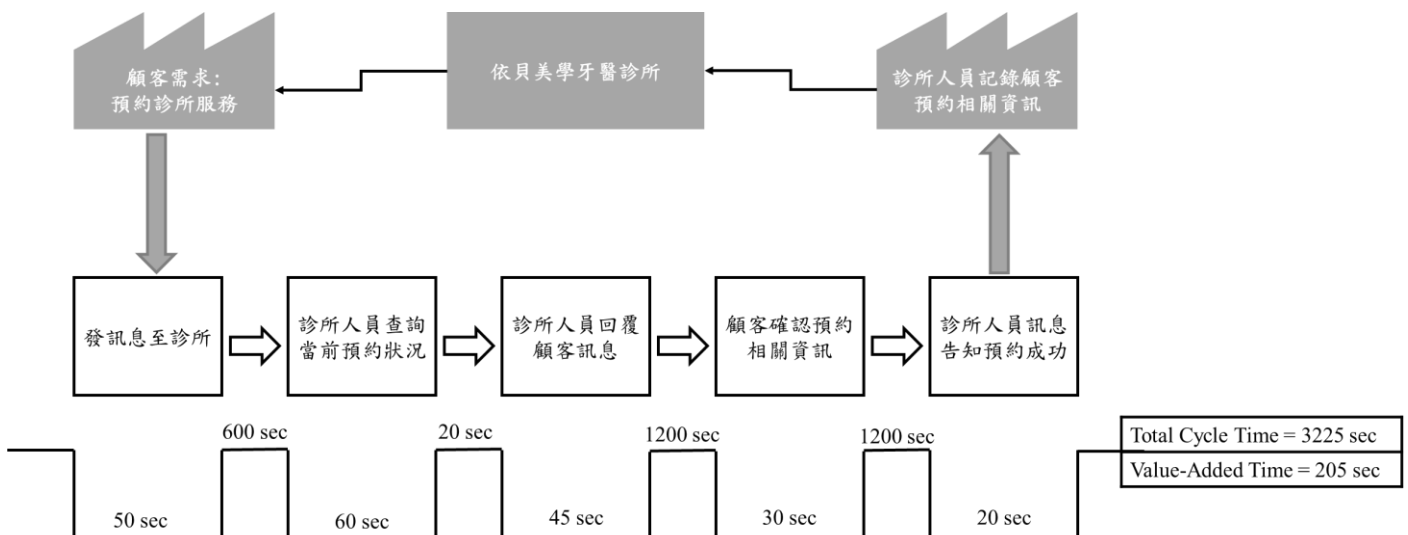 顧客需求:
預約診所服務
依貝美學牙醫診所
診所人員記錄顧客
預約相關資訊
發訊息至診所
診所人員查詢
當前預約狀況
診所人員回覆
顧客訊息
顧客確認預約
相關資訊
診所人員訊息
告知預約成功
600 sec
20 sec
1200 sec
1200 sec
Total Cycle Time = 3225 sec
Value-Added Time = 205 sec
50 sec
60 sec
45 sec
30 sec
20 sec